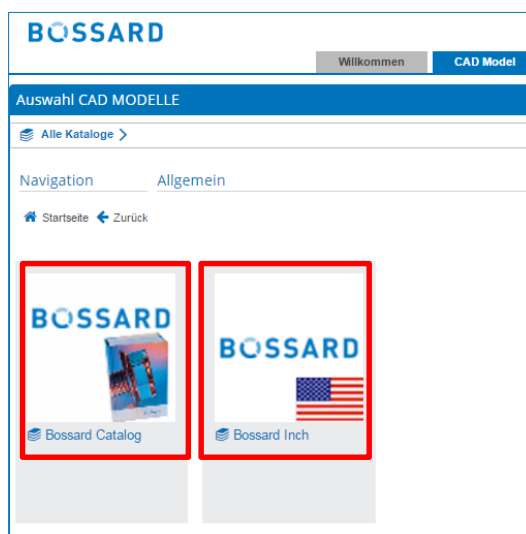 BOSSARD
Willkommen CAD Model
Auswahl CAD MODELLE
Alle Kataloge >
Navigation Allgemein
Startseite Zurück
BOSSARD
BOSSARD
Bossard Catalog Bossard Inch